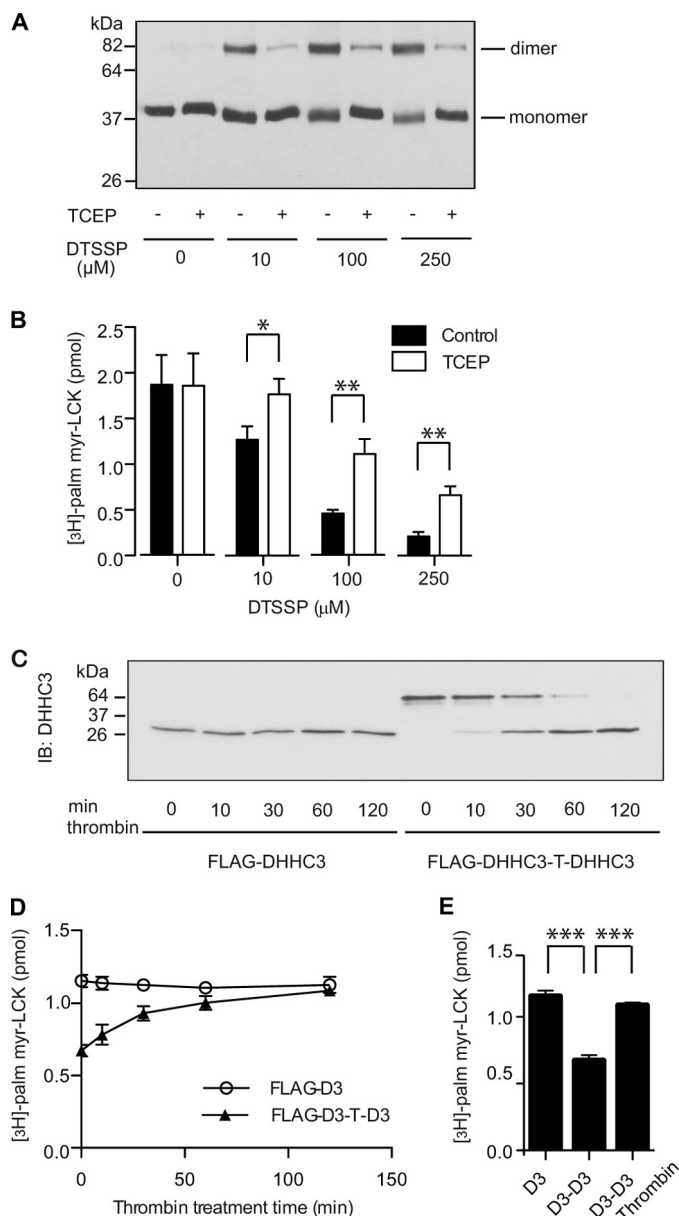 A
kDa
82
64
37
26
dimer
monomer
TCEP - + - + - + - +
DTSSP (µM) 0 10 100 250
B
[3H]-palm myr-LCK (pmol)
2.5
2.0
1.5
1.0
0.5
0.0
* ** **
Control
TCEP
0 10 100 250
DTSSP (µM)
C
IB: DHHC3
kDa
64
37
26
min thrombin 0 10 30 60 120 0 10 30 60 120
FLAG-DHHC3 FLAG-DHHC3-T-DHHC3
D
[3H]-palm myr-LCK (pmol)
1.5
1.0
0.5
0.0
FLAG-D3
FLAG-D3-T-D3
0 50 100 150
Thrombin treatment time (min)
E
[3H]-palm myr-LCK (pmol)
*** ***
1.5
1.0
0.5
0.0
D3
D3-D3
D3-D3 Thrombin